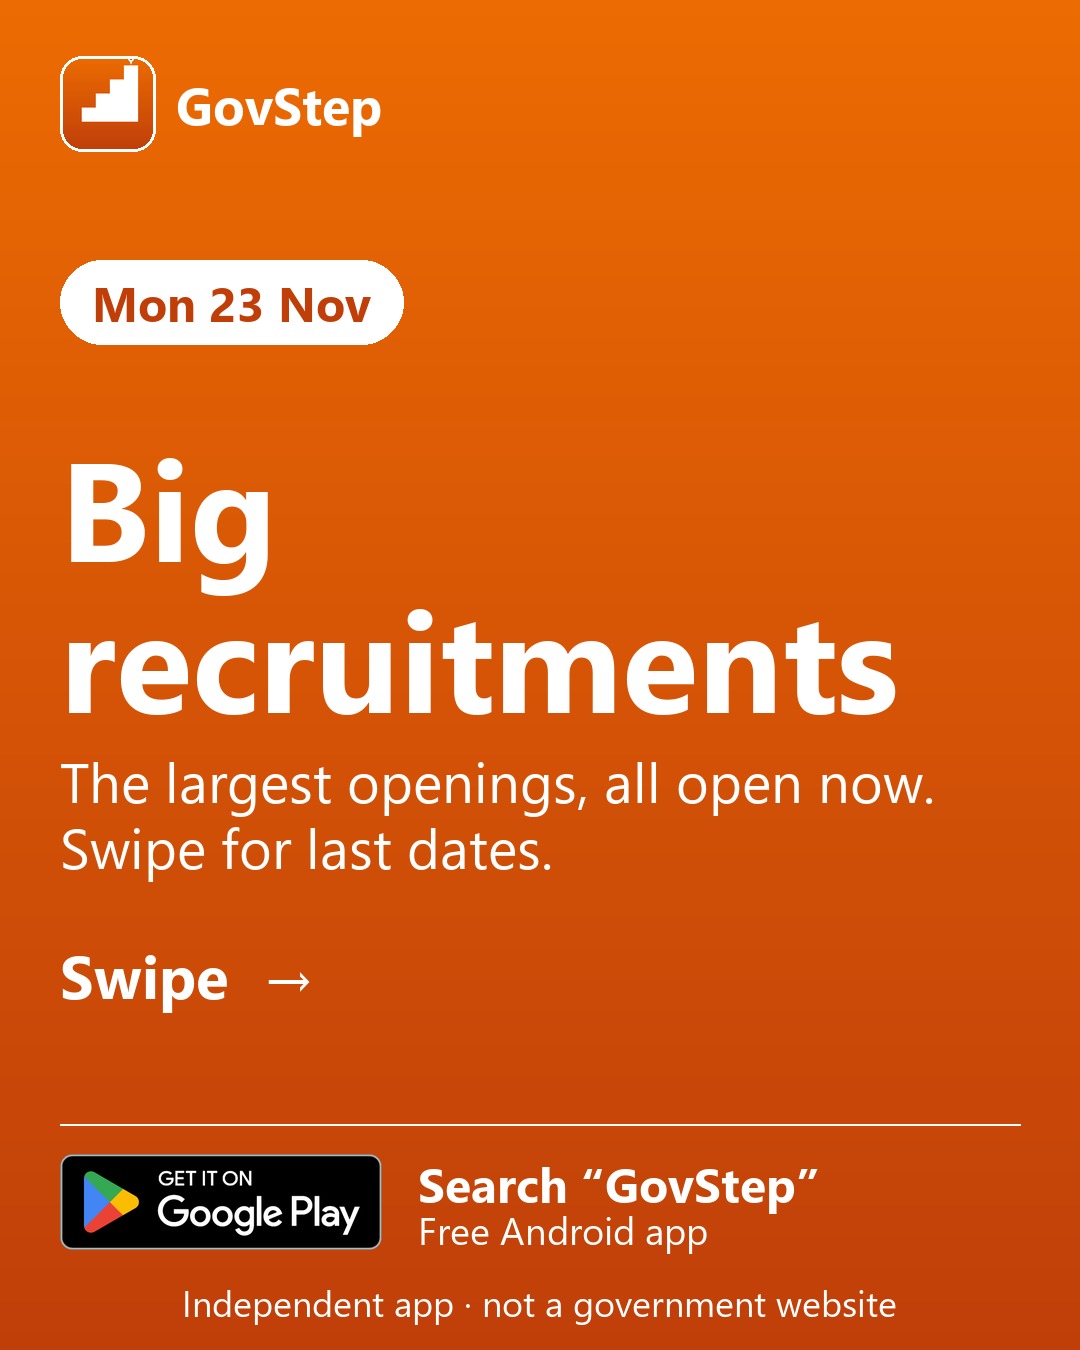 GovStep
Mon 23 Nov
Big
recruitments
The largest openings, all open now.
Swipe for last dates.
Swipe →
GET IT ON
Google Play
Search “GovStep”
Free Android app
Independent app · not a government website